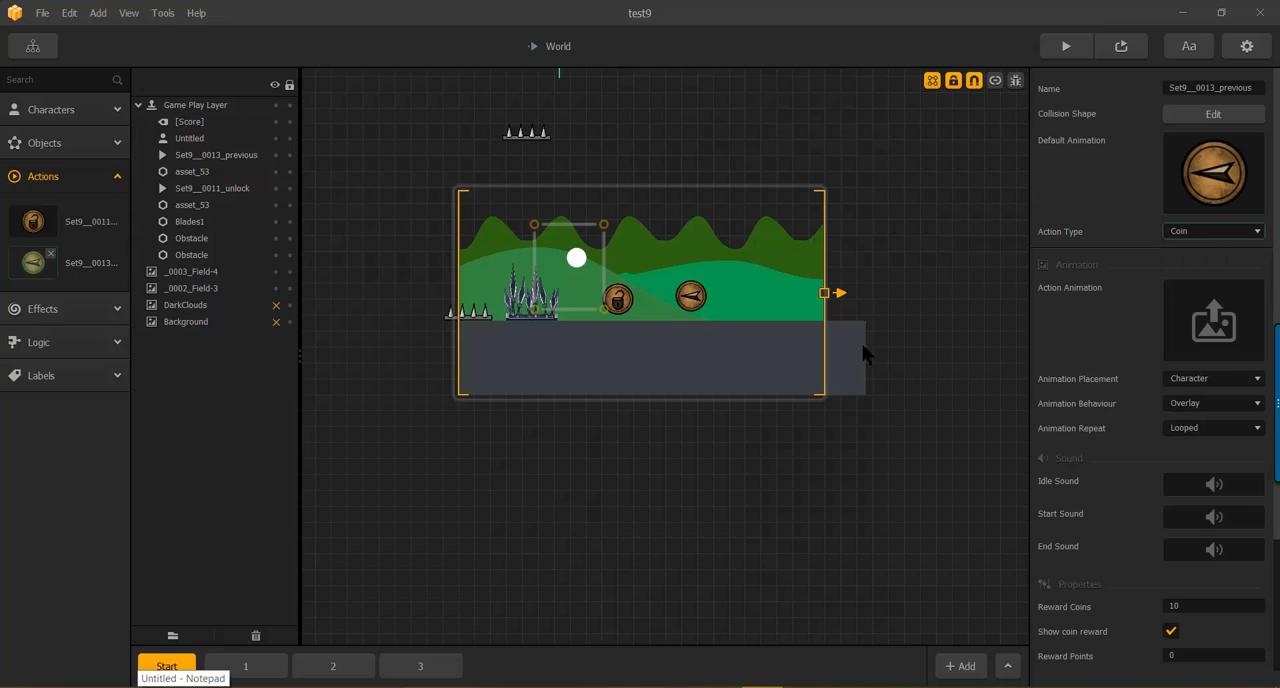 File Edit Add View Tools Help
test9
World
Aa
Search
Characters
Objects
Actions
Set9__0011...
Set9__0013...
Effects
Logic
Labels
Game Play Layer
[Score]
Untitled
Set9__0013_previous
asset_53
Set9__0011_unlock
asset_53
Blades1
Obstacle
Obstacle
_0003_Field-4
_0002_Field-3
DarkClouds
Background
Name Set9__0013_previous
Collision Shape Edit
Default Animation
Action Type Coin
Animation
Action Animation
Animation Placement Character
Animation Behaviour Overlay
Animation Repeat Looped
Sound
Idle Sound
Start Sound
End Sound
Properties
Reward Coins 10
Show coin reward
Reward Points 0
Start 1 2 3
+ Add
Untitled - Notepad